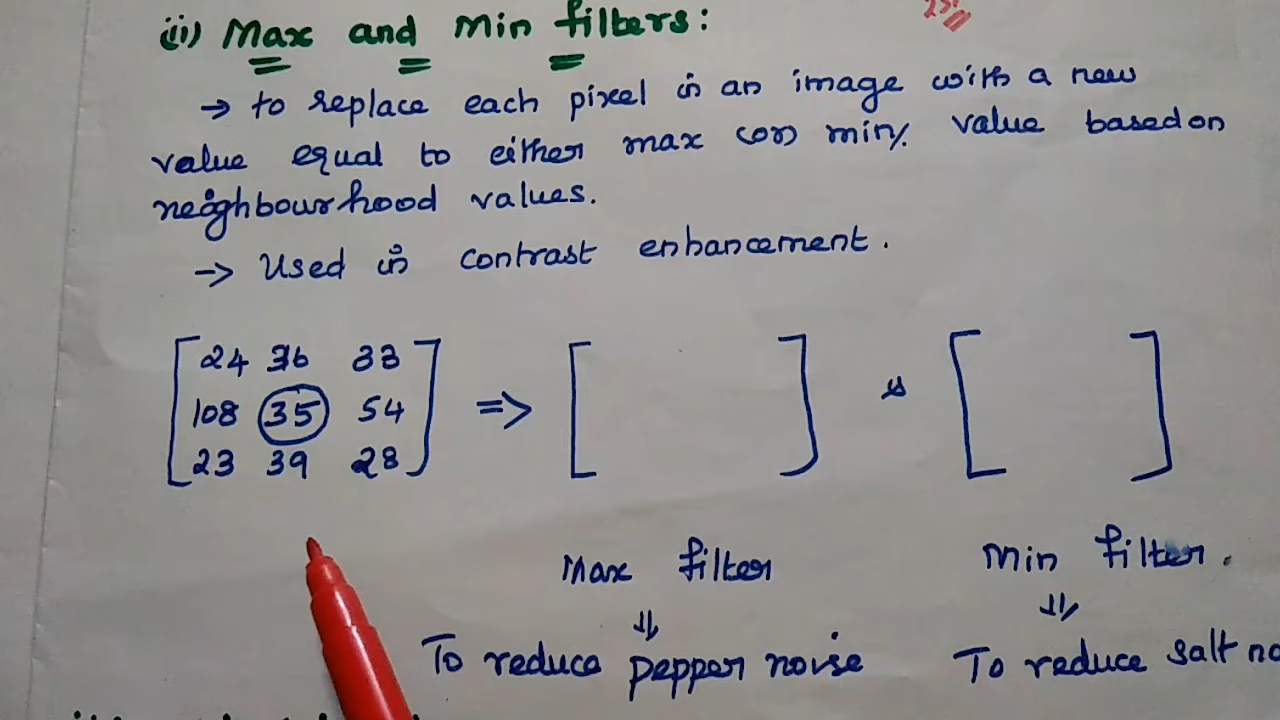 (ii) Max and Min filters:
→ to replace each pixel in an image with a new
value equal to either max (or) min. value based on
neighbourhood values.
→ Used in contrast enhancement.
24 36 33
108 35 54
23 39 28
⇒
Max filter
Min filter.
⇓
⇓
To reduce pepper noise
To reduce salt no